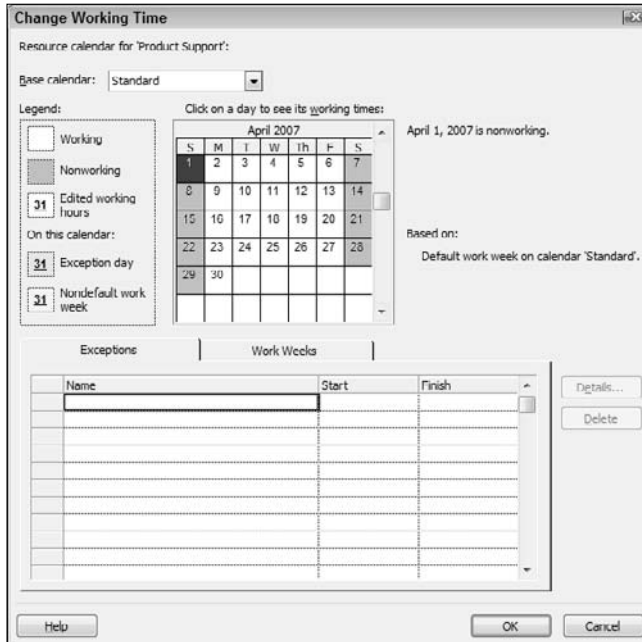 Change Working Time
Resource calendar for 'Product Support':
Base calendar: Standard
Legend:
Working
Nonworking
31 Edited working
hours
On this calendar:
31 Exception day
31 Nondefault work
week
Click on a day to see its working times:
April 2007
S M T W Th F S
1 2 3 4 5 6 7
8 9 10 11 12 13 14
15 16 17 18 19 20 21
22 23 24 25 26 27 28
29 30
April 1, 2007 is nonworking.
Based on:
Default work week on calendar 'Standard'.
Exceptions Work Weeks
Name Start Finish
Details...
Delete
Help OK Cancel